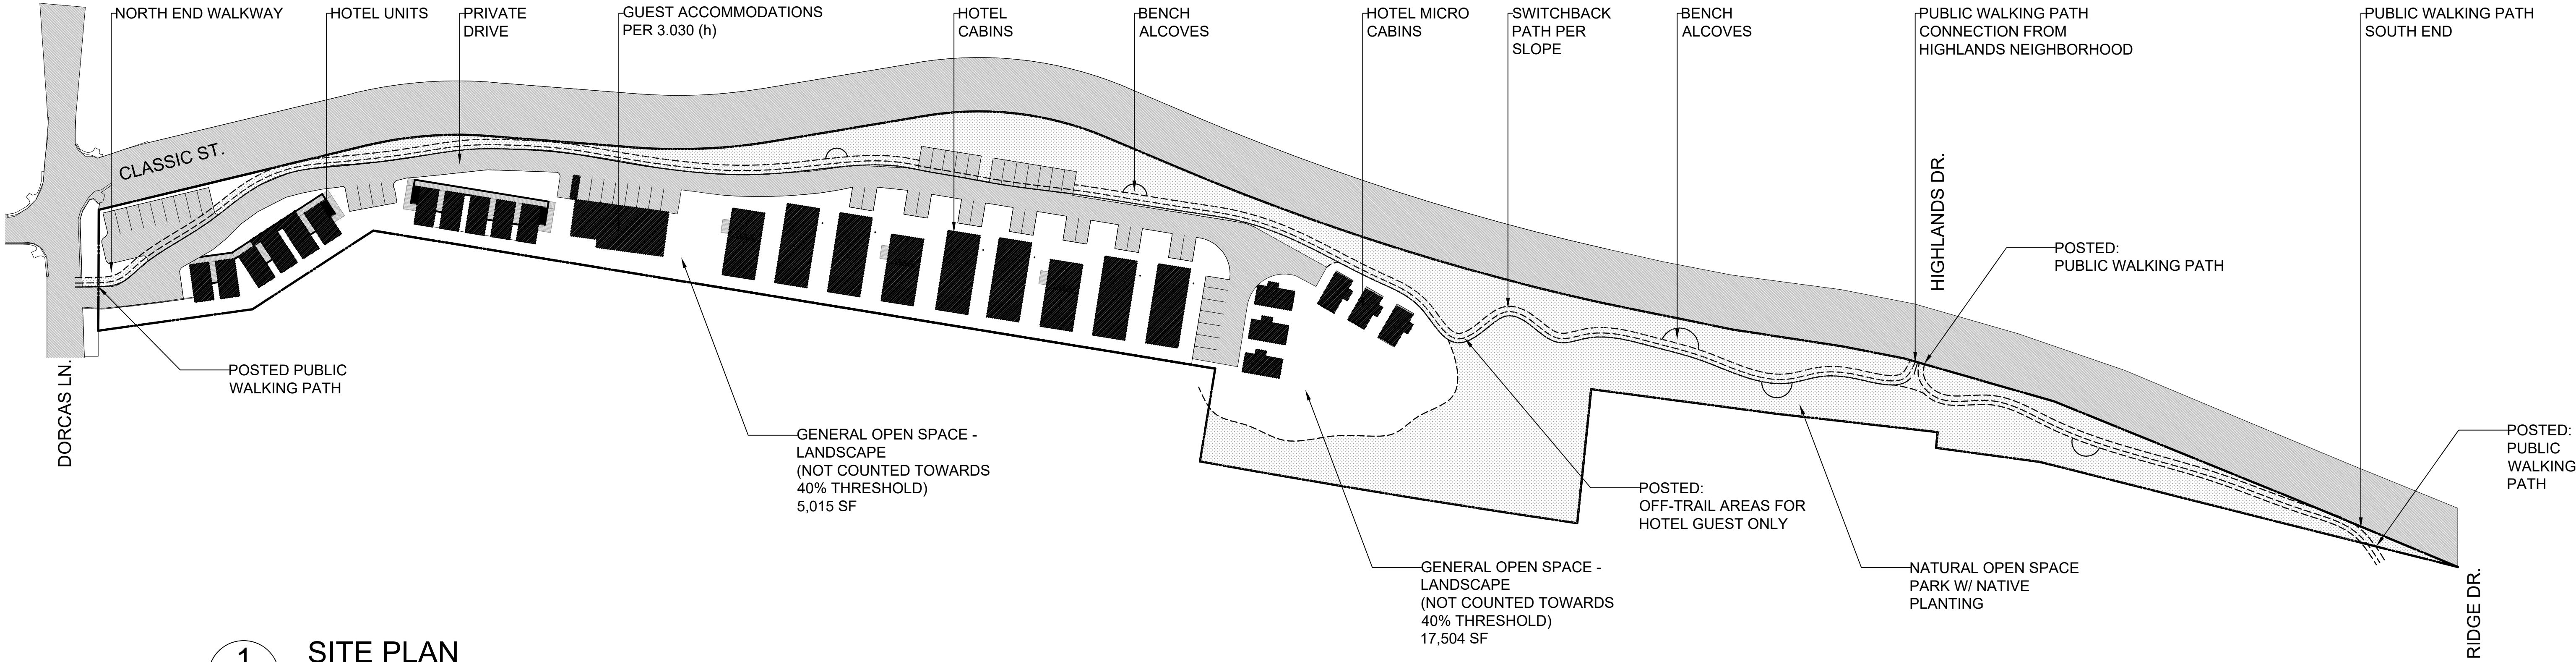 NORTH END WALKWAY
HOTEL UNITS
PRIVATE
DRIVE
GUEST ACCOMMODATIONS
PER 3.030 (h)
HOTEL
CABINS
BENCH
ALCOVES
HOTEL MICRO
CABINS
SWITCHBACK
PATH PER
SLOPE
BENCH
ALCOVES
PUBLIC WALKING PATH
CONNECTION FROM
HIGHLANDS NEIGHBORHOOD
PUBLIC WALKING PATH
SOUTH END
CLASSIC ST.
HIGHLANDS DR.
POSTED:
PUBLIC WALKING PATH
POSTED PUBLIC
WALKING PATH
DORCAS LN.
GENERAL OPEN SPACE -
LANDSCAPE
(NOT COUNTED TOWARDS
40% THRESHOLD)
5,015 SF
POSTED:
OFF-TRAIL AREAS FOR
HOTEL GUEST ONLY
POSTED:
PUBLIC
WALKING
PATH
GENERAL OPEN SPACE -
LANDSCAPE
(NOT COUNTED TOWARDS
40% THRESHOLD)
17,504 SF
NATURAL OPEN SPACE
PARK W/ NATIVE
PLANTING
RIDGE DR.
1
SITE PLAN